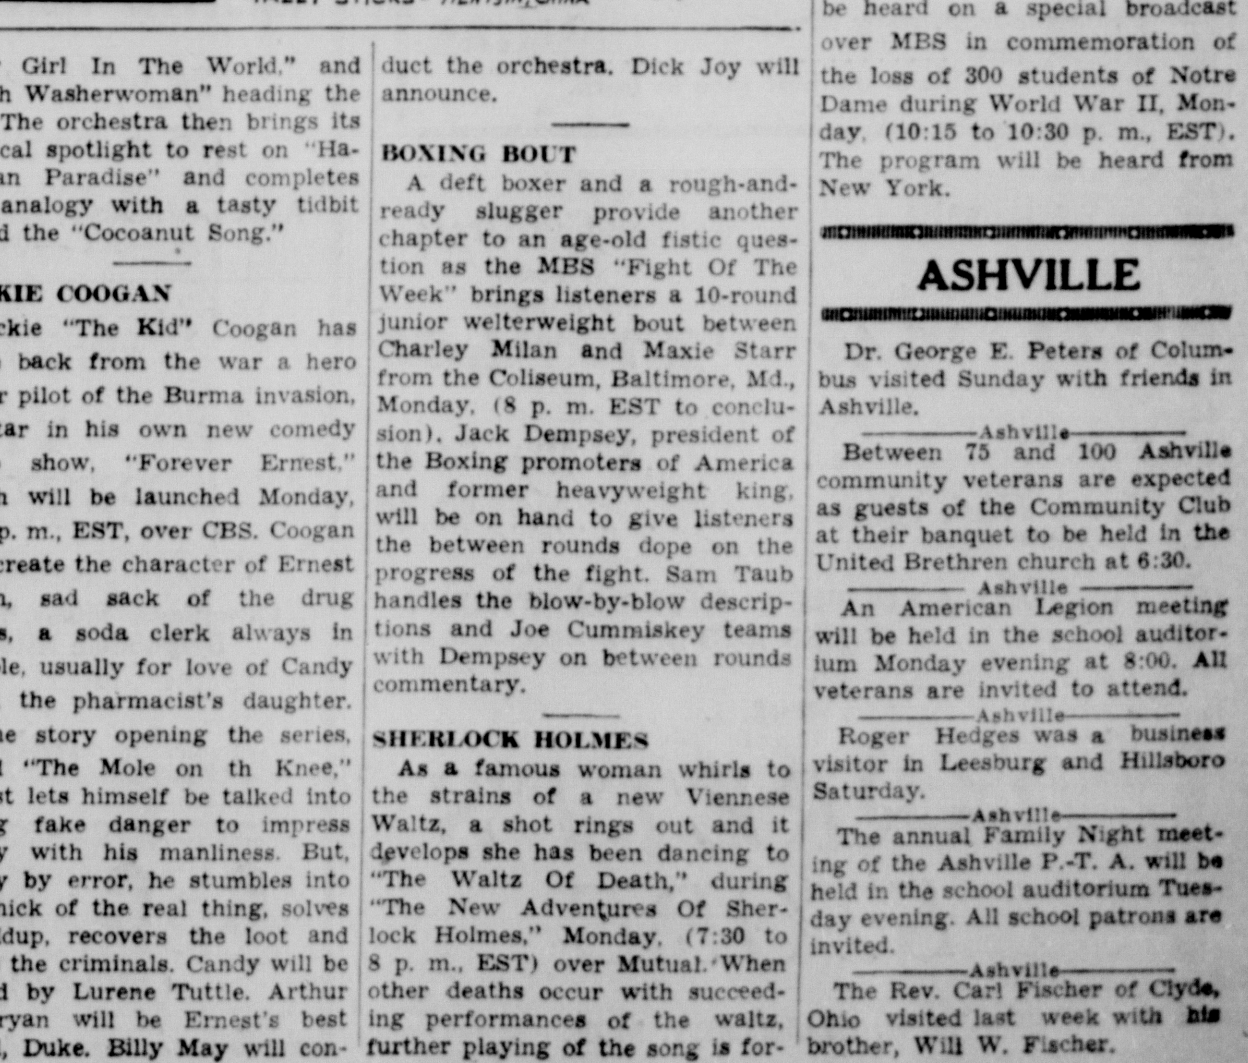 Girl In The World," and
h Washerwoman" heading the
The orchestra then brings its
cal spotlight to rest on "Ha-
an Paradise" and completes
analogy with a tasty tidbit
d the "Cocoanut Song."
KIE COOGAN
ckie "The Kid" Coogan has
back from the war a hero
r pilot of the Burma invasion,
tar in his own new comedy
show, "Forever Ernest,"
h will be launched Monday,
p. m., EST, over CBS. Coogan
create the character of Ernest
, sad sack of the drug
s, a soda clerk always in
le, usually for love of Candy
the pharmacist's daughter.
e story opening the series,
"The Mole on th Knee,"
st lets himself be talked into
g fake danger to impress
y with his manliness. But,
y by error, he stumbles into
nick of the real thing, solves
ldup, recovers the loot and
the criminals. Candy will be
d by Lurene Tuttle. Arthur
ryan will be Ernest's best
, Duke. Billy May will con-
duct the orchestra. Dick Joy will
announce.
BOXING BOUT
A deft boxer and a rough-and-
ready slugger provide another
chapter to an age-old fistic ques-
tion as the MBS "Fight Of The
Week" brings listeners a 10-round
junior welterweight bout between
Charley Milan and Maxie Starr
from the Coliseum, Baltimore, Md.,
Monday, (8 p. m. EST to conclu-
sion). Jack Dempsey, president of
the Boxing promoters of America
and former heavyweight king,
will be on hand to give listeners
the between rounds dope on the
progress of the fight. Sam Taub
handles the blow-by-blow descrip-
tions and Joe Cummiskey teams
with Dempsey on between rounds
commentary.
SHERLOCK HOLMES
As a famous woman whirls to
the strains of a new Viennese
Waltz, a shot rings out and it
develops she has been dancing to
"The Waltz Of Death," during
"The New Adventures Of Sher-
lock Holmes," Monday, (7:30 to
8 p. m., EST) over Mutual. When
other deaths occur with succeed-
ing performances of the waltz,
further playing of the song is for-
be heard on a special broadcast
over MBS in commemoration of
the loss of 300 students of Notre
Dame during World War II, Mon-
day, (10:15 to 10:30 p. m., EST).
The program will be heard from
New York.
ASHVILLE
Dr. George E. Peters of Colum-
bus visited Sunday with friends in
Ashville.
Ashville
Between 75 and 100 Ashville
community veterans are expected
as guests of the Community Club
at their banquet to be held in the
United Brethren church at 6:30.
Ashville
An American Legion meeting
will be held in the school auditor-
ium Monday evening at 8:00. All
veterans are invited to attend.
Ashville
Roger Hedges was a business
visitor in Leesburg and Hillsboro
Saturday.
Ashville
The annual Family Night meet-
ing of the Ashville P.-T. A. will be
held in the school auditorium Tues-
day evening. All school patrons are
invited.
Ashville
The Rev. Carl Fischer of Clyde,
Ohio visited last week with his
brother, Will W. Fischer.